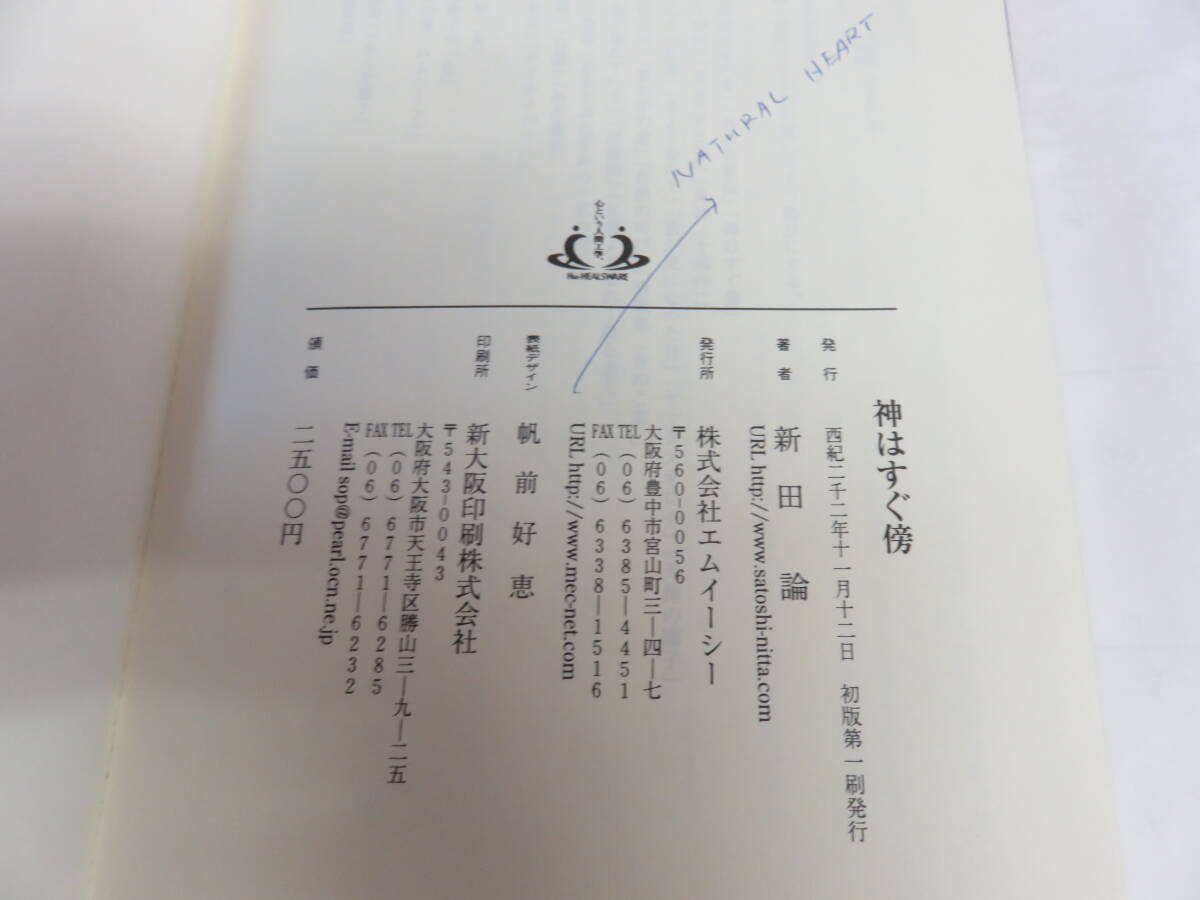 NATURAL HEART
心という人間工学。
Hu-HEALSWARE
神はすぐ傍
発行 西紀二千二年十一月十二日 初版第一刷発行
著者 新田 論
URL http://www.satoshi-nitta.com
発行所 株式会社エムイーシー
〒560-0056
大阪府豊中市宮山町三―四―七
TEL (06) 6385―4451
FAX (06) 6338―1516
URL http://www.mec-net.com
表紙デザイン 帆前好恵
印刷所 新大阪印刷株式会社
〒543-0043
大阪府大阪市天王寺区勝山三―九―二五
TEL (06) 6771―6285
FAX (06) 6771―6232
E-mail sop@pearl.ocn.ne.jp
頒価 二五〇〇円